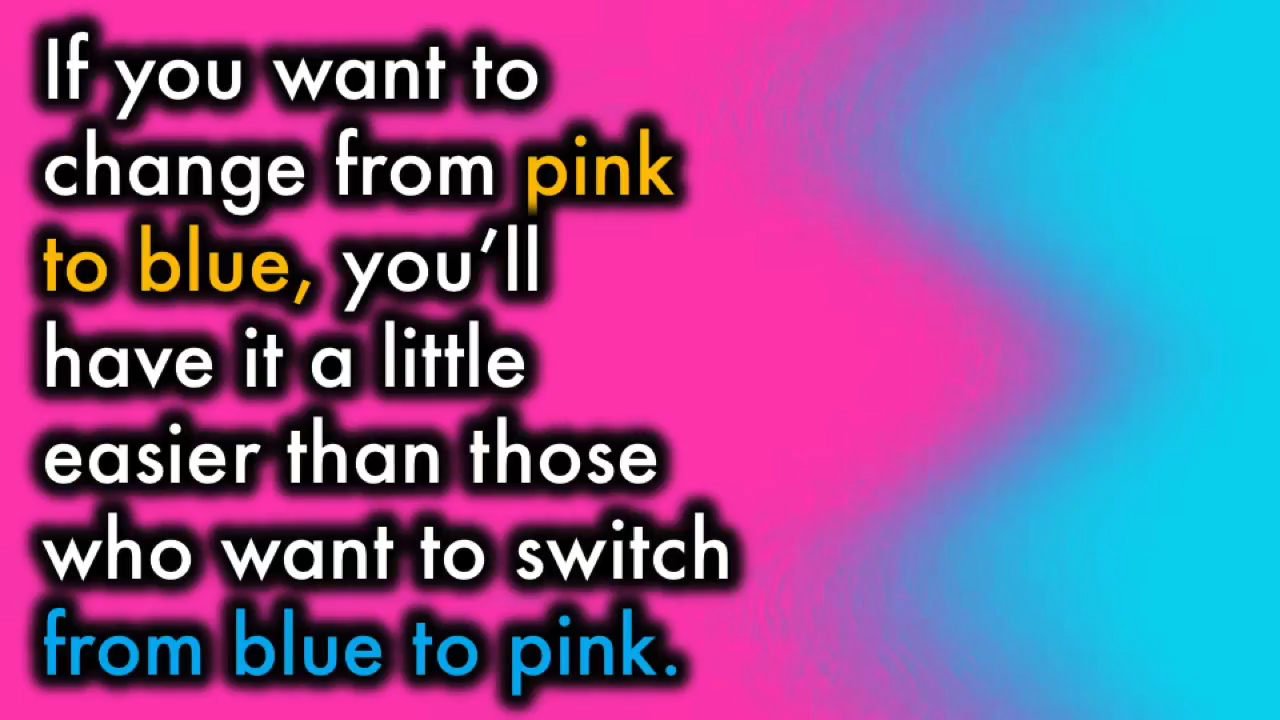 If you want to
change from pink
to blue, you’ll
have it a little
easier than those
who want to switch
from blue to pink.